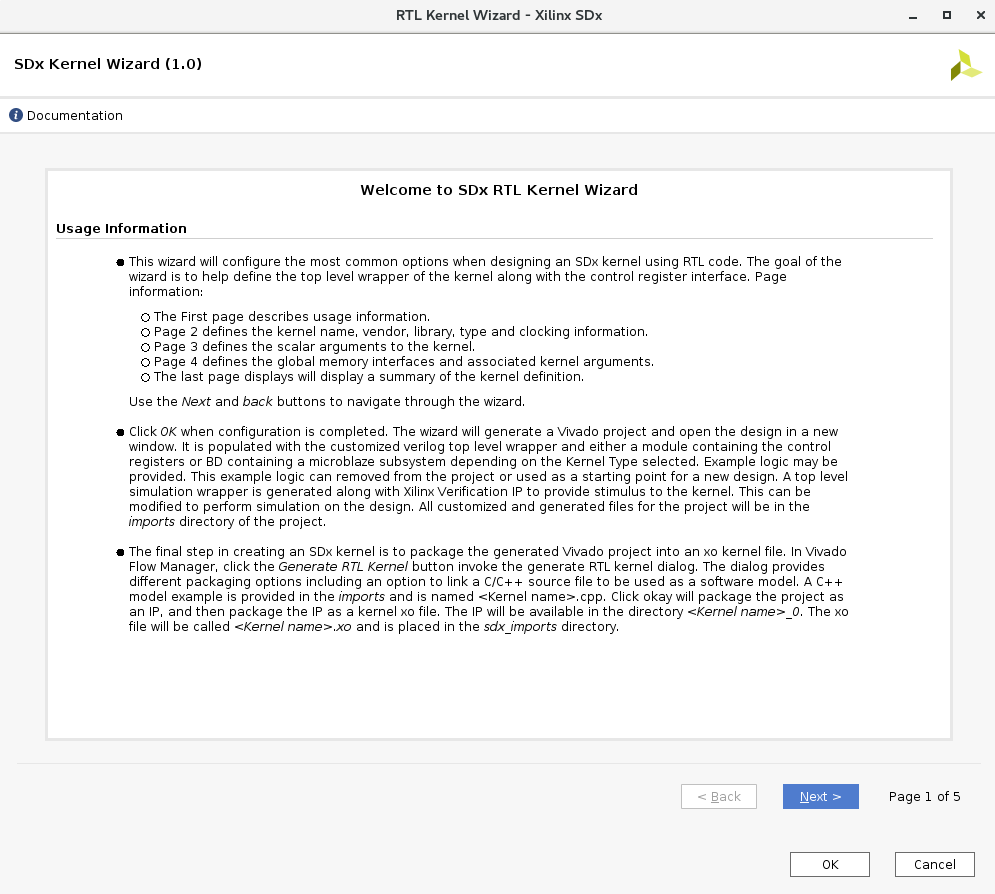 RTL Kernel Wizard - Xilinx SDx
SDx Kernel Wizard (1.0)
Documentation
Welcome to SDx RTL Kernel Wizard
Usage Information
This wizard will configure the most common options when designing an SDx kernel using RTL code. The goal of the
wizard is to help define the top level wrapper of the kernel along with the control register interface. Page
information:
The First page describes usage information.
Page 2 defines the kernel name, vendor, library, type and clocking information.
Page 3 defines the scalar arguments to the kernel.
Page 4 defines the global memory interfaces and associated kernel arguments.
The last page displays will display a summary of the kernel definition.
Use the Next and back buttons to navigate through the wizard.
Click OK when configuration is completed. The wizard will generate a Vivado project and open the design in a new
window. It is populated with the customized verilog top level wrapper and either a module containing the control
registers or BD containing a microblaze subsystem depending on the Kernel Type selected. Example logic may be
provided. This example logic can removed from the project or used as a starting point for a new design. A top level
simulation wrapper is generated along with Xilinx Verification IP to provide stimulus to the kernel. This can be
modified to perform simulation on the design. All customized and generated files for the project will be in the
imports directory of the project.
The final step in creating an SDx kernel is to package the generated Vivado project into an xo kernel file. In Vivado
Flow Manager, click the Generate RTL Kernel button invoke the generate RTL kernel dialog. The dialog provides
different packaging options including an option to link a C/C++ source file to be used as a software model. A C++
model example is provided in the imports and is named <Kernel name>.cpp. Click okay will package the project as
an IP, and then package the IP as a kernel xo file. The IP will be available in the directory <Kernel name>_0. The xo
file will be called <Kernel name>.xo and is placed in the sdx_imports directory.
< Back
Next >
Page 1 of 5
OK
Cancel